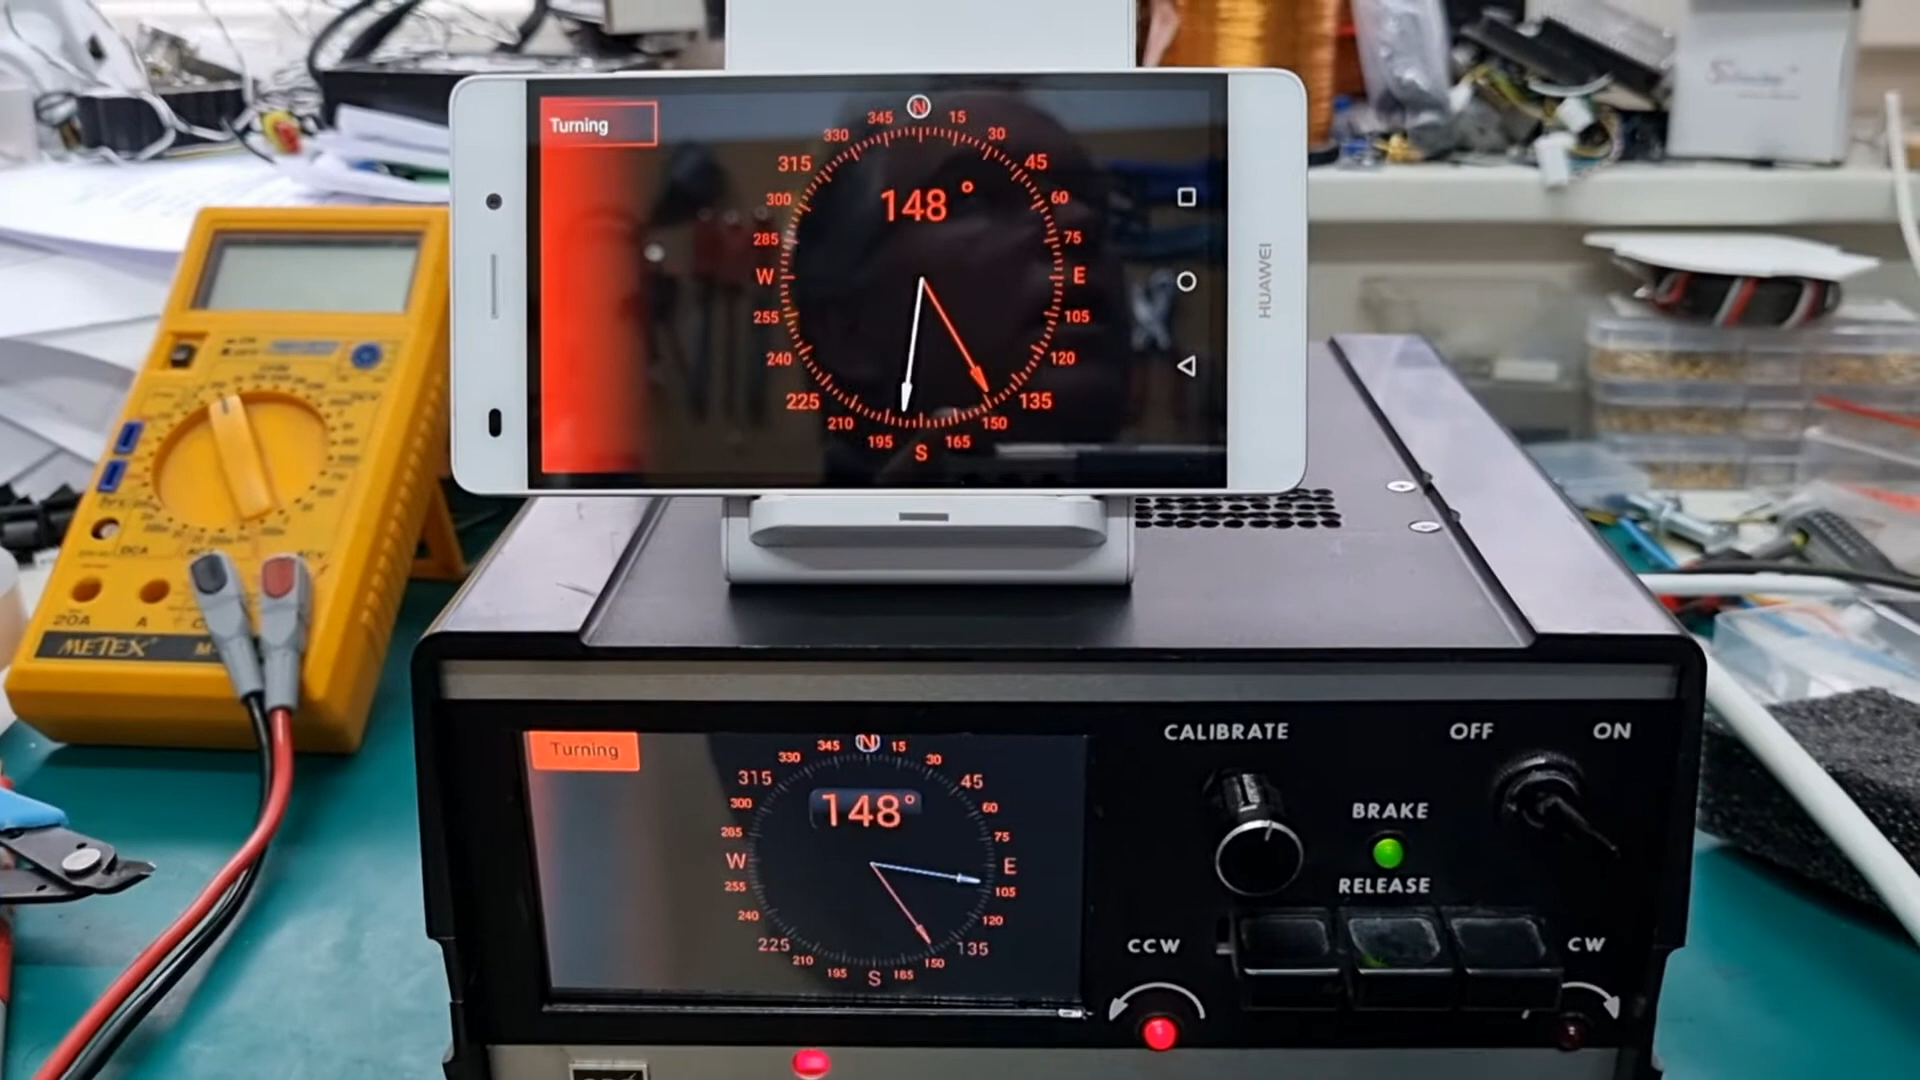 Turning
N
345 15
330 30
315 45
300 60
285 75
148 °
W E
255 105
240 120
225 135
210 150
195 165
S
HUAWEI
20A A
METEX M-
DCA
Turning
N
345 15
330 30
315 45
300 60
285 75
148°
W E
255 105
240 120
225 135
210 150
195 165
S
CALIBRATE
OFF ON
BRAKE
RELEASE
CCW CW